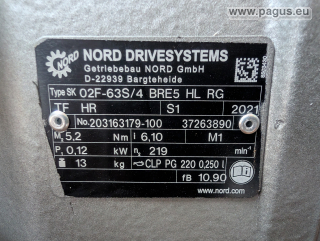 © www.pagus.eu
NORD
NORD DRIVESYSTEMS
Getriebebau NORD GmbH
D-22939 Bargteheide
Type SK 02F-63S/4 BRE5 HL RG
TF HR S1 2021
No. 203163179-100 37263890
M₂ 5,2 Nm i 6,10 M1
P₁ 0,12 kW n₂ 219 min⁻¹
13 kg CLP PG 220 0,250 l
www.nord.com fB 10,90